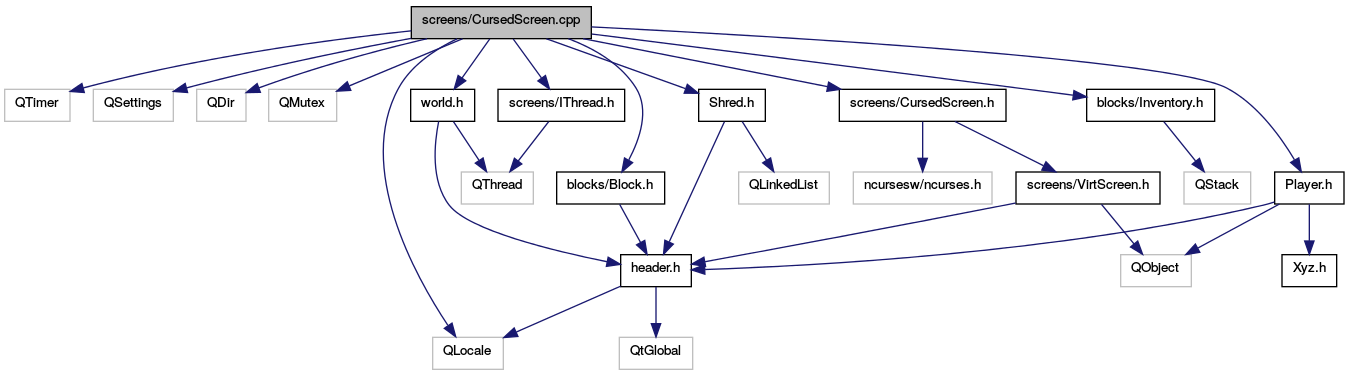 screens/CursedScreen.cpp
QTimer
QSettings
QDir
QMutex
world.h
screens/IThread.h
Shred.h
screens/CursedScreen.h
blocks/Inventory.h
QThread
blocks/Block.h
QLinkedList
ncursesw/ncurses.h
screens/VirtScreen.h
QStack
Player.h
header.h
QObject
Xyz.h
QLocale
QtGlobal